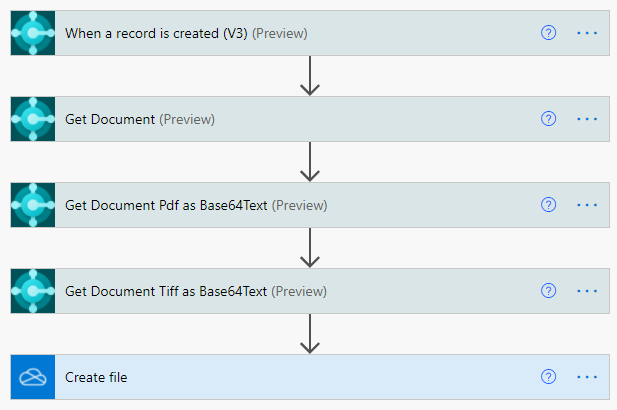 When a record is created (V3) (Preview)
Get Document (Preview)
Get Document Pdf as Base64Text (Preview)
Get Document Tiff as Base64Text (Preview)
Create file